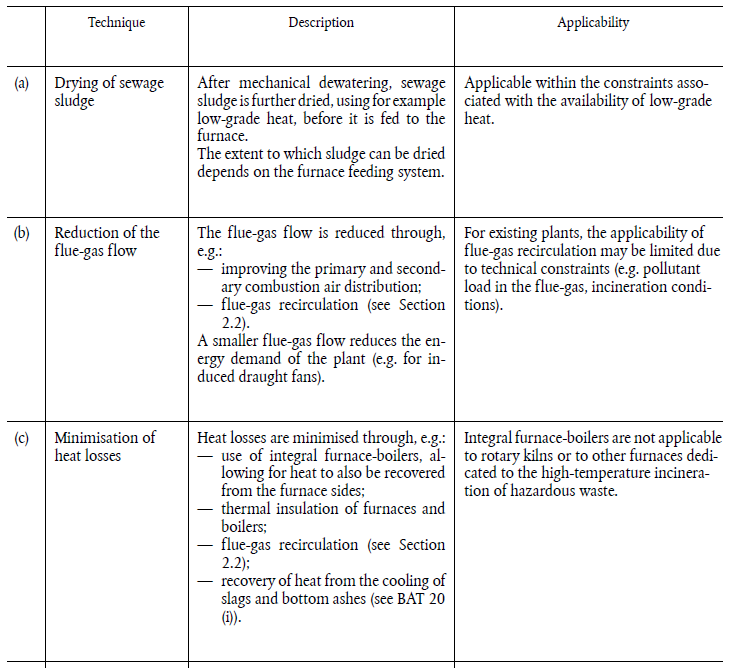 Technique
Description
Applicability
(a)
Drying of sewage
sludge
After mechanical dewatering, sewage
sludge is further dried, using for example
low-grade heat, before it is fed to the
furnace.
The extent to which sludge can be dried
depends on the furnace feeding system.
Applicable within the constraints asso-
ciated with the availability of low-grade
heat.
(b)
Reduction of the
flue-gas flow
The flue-gas flow is reduced through,
e.g.:
— improving the primary and second-
ary combustion air distribution;
— flue-gas recirculation (see Section
2.2).
A smaller flue-gas flow reduces the en-
ergy demand of the plant (e.g. for in-
duced draught fans).
For existing plants, the applicability of
flue-gas recirculation may be limited due
to technical constraints (e.g. pollutant
load in the flue-gas, incineration condi-
tions).
(c)
Minimisation of
heat losses
Heat losses are minimised through, e.g.:
— use of integral furnace-boilers, al-
lowing for heat to also be recovered
from the furnace sides;
— thermal insulation of furnaces and
boilers;
— flue-gas recirculation (see Section
2.2);
— recovery of heat from the cooling of
slags and bottom ashes (see BAT 20
(i)).
Integral furnace-boilers are not applicable
to rotary kilns or to other furnaces dedi-
cated to the high-temperature incinera-
tion of hazardous waste.